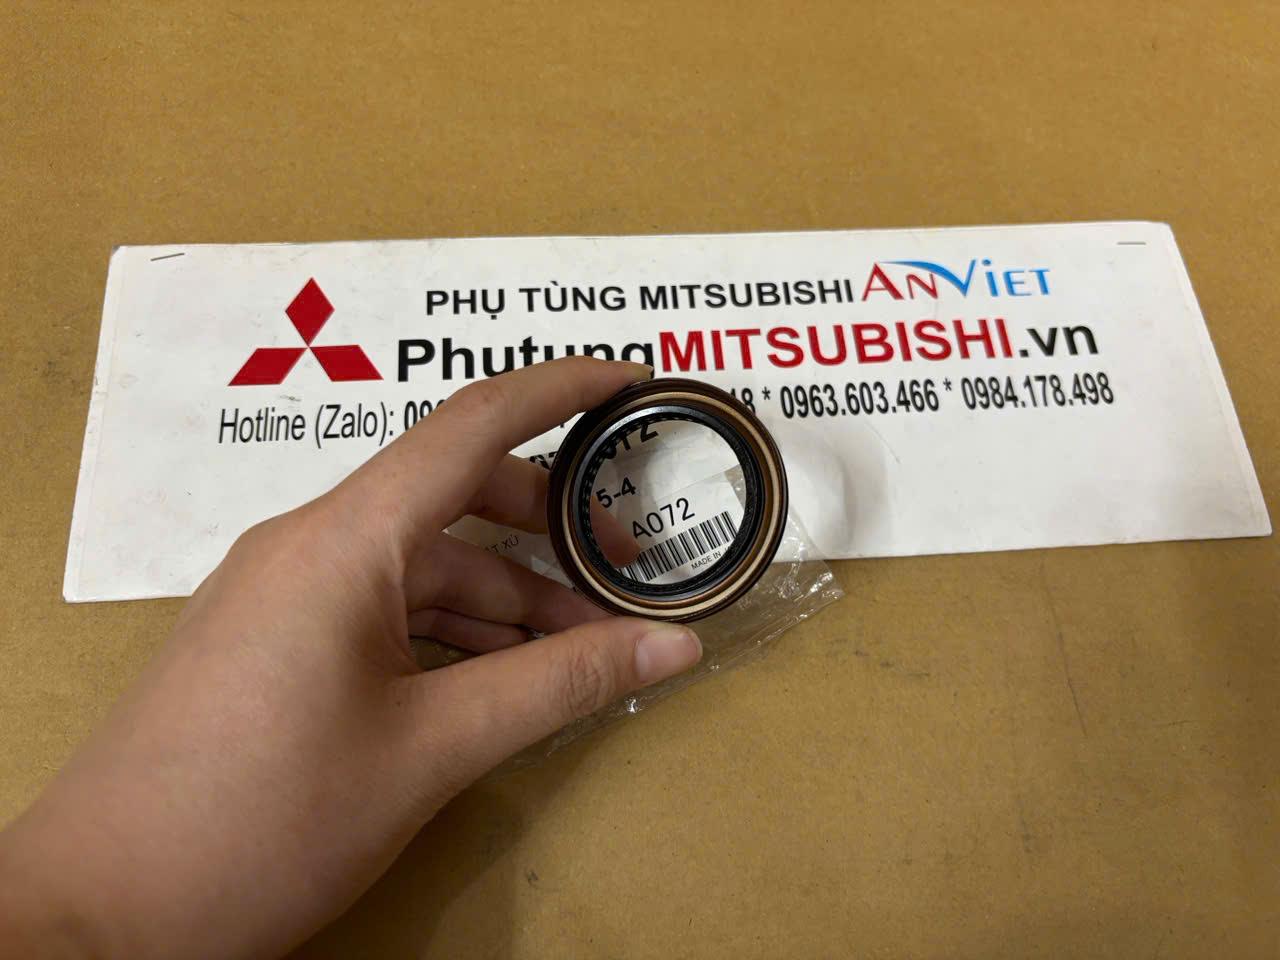 PHỤ TÙNG MITSUBISHI ANVIET
PhutungMITSUBISHI.vn
Hotline (Zalo): * 0963.603.466 * 0984.178.498
5-4
A072
MADE IN
XỨ